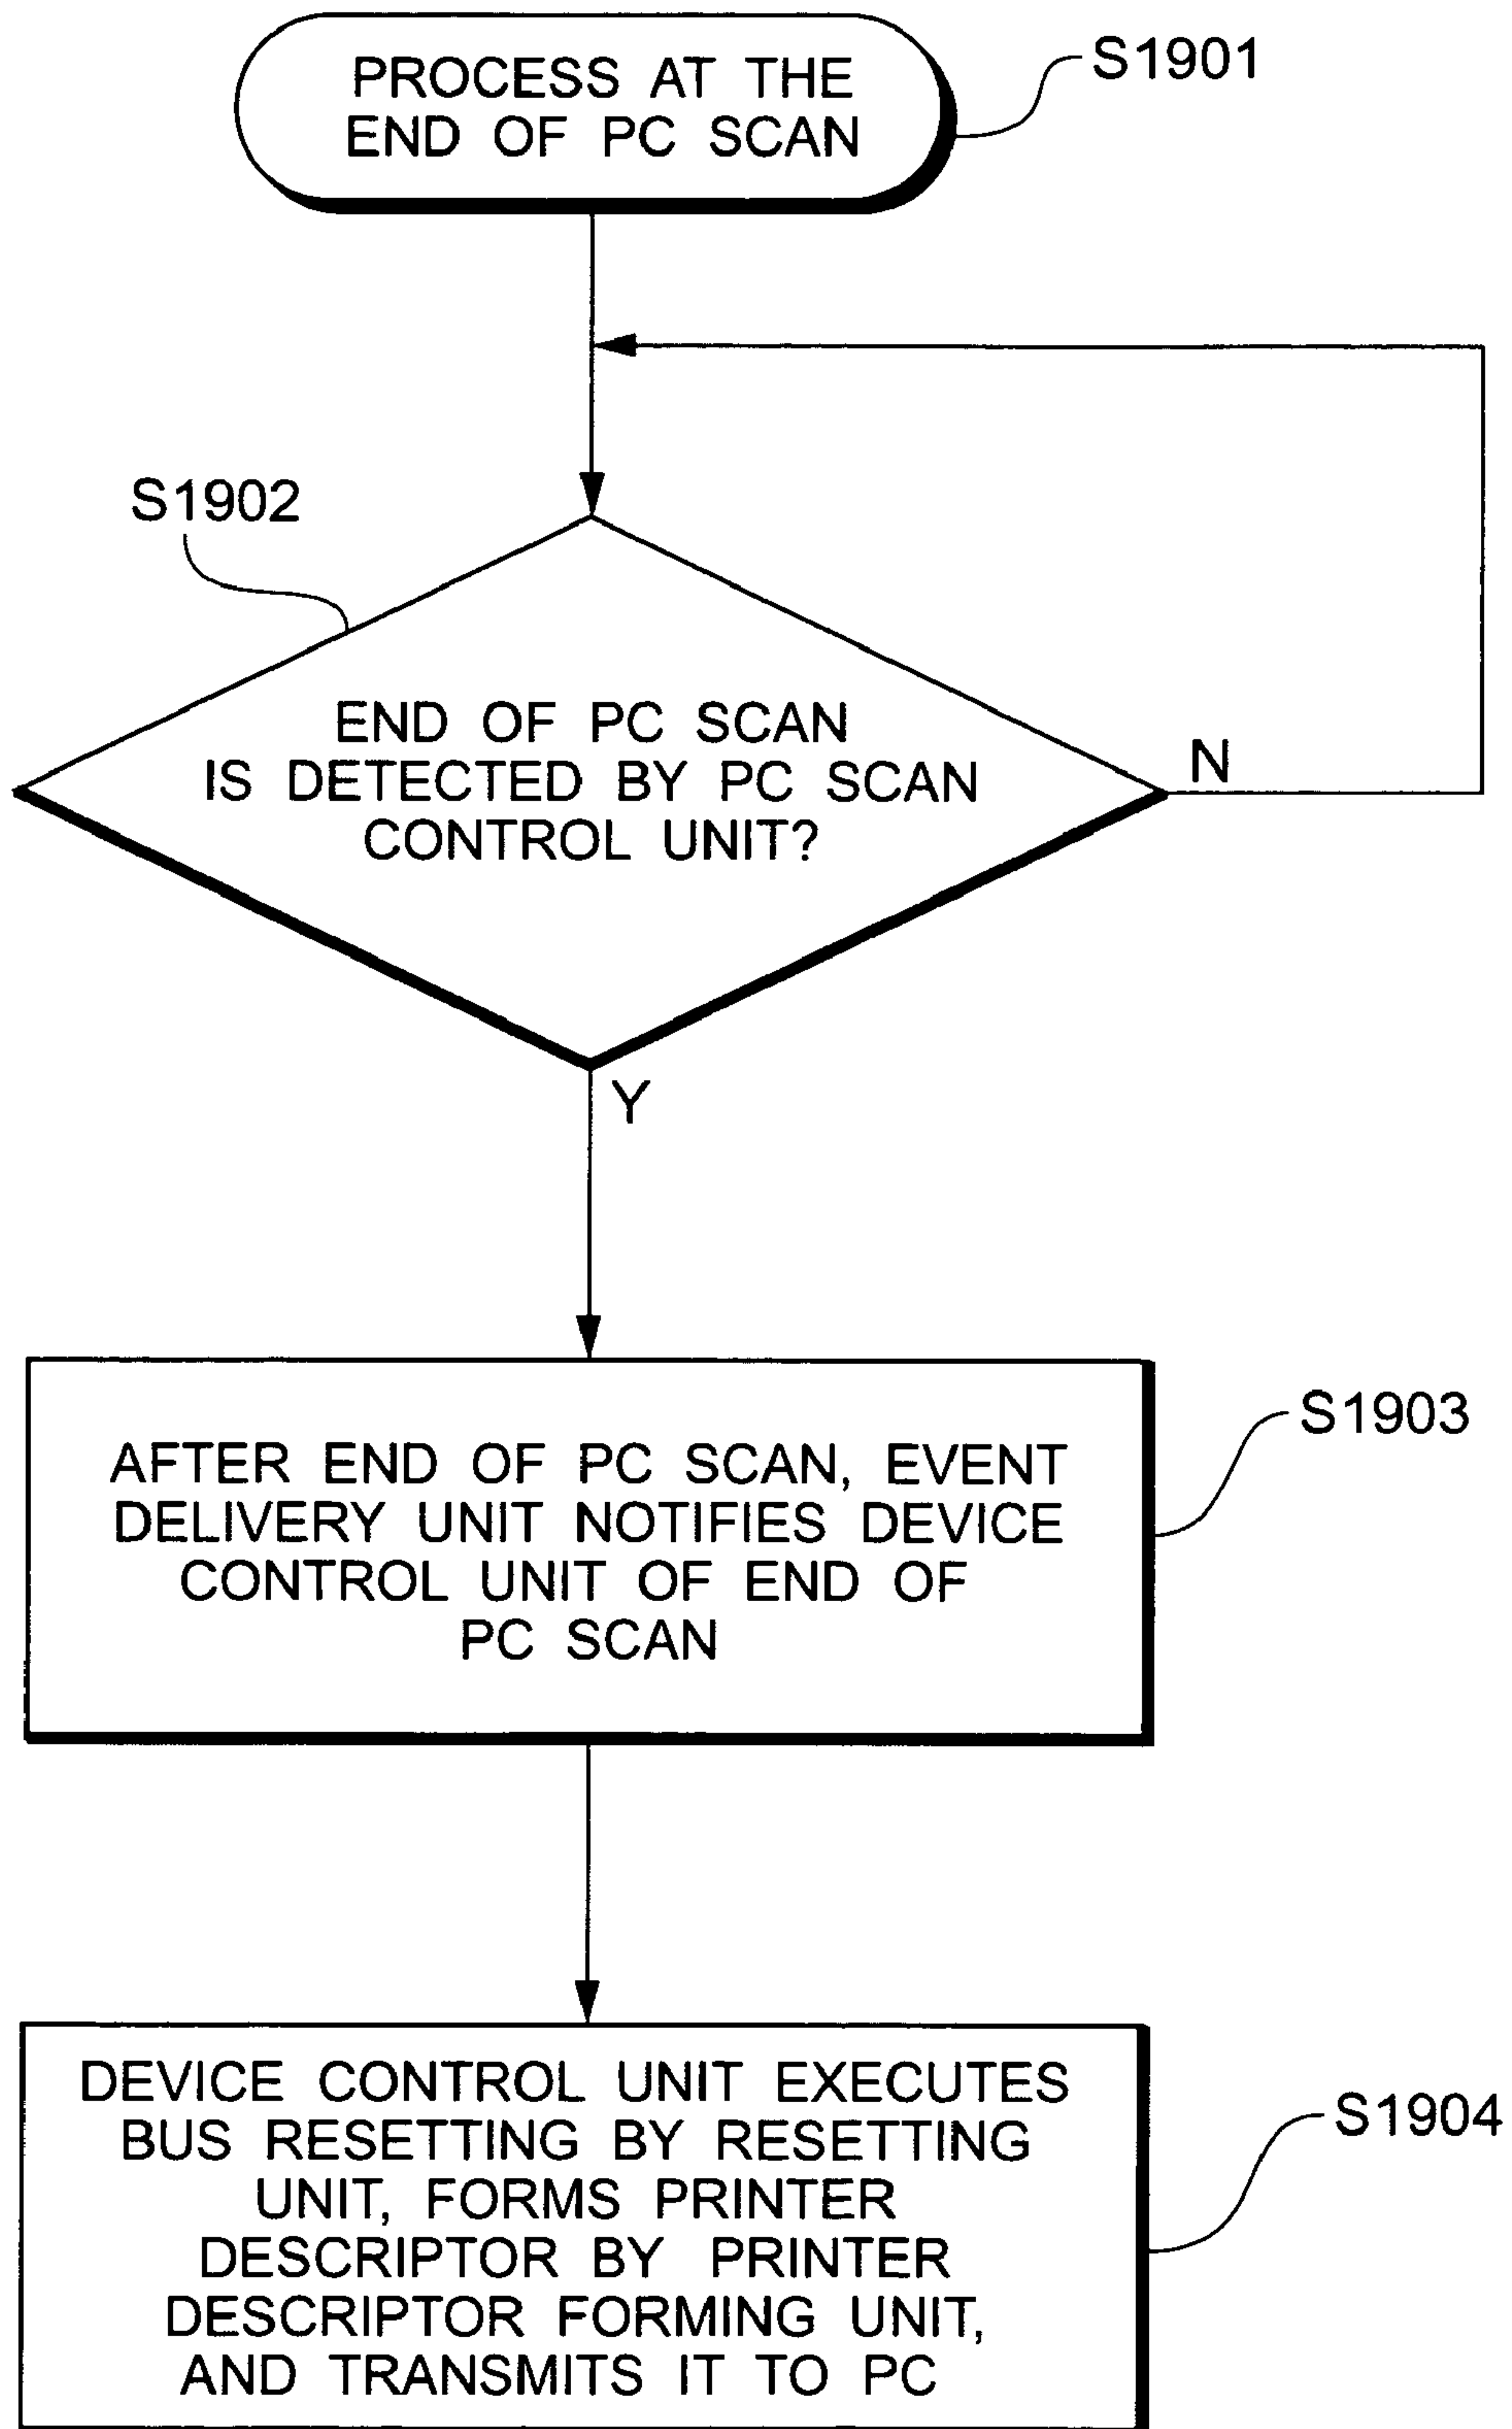 PROCESS AT THE
END OF PC SCAN
S1901
S1902
END OF PC SCAN
IS DETECTED BY PC SCAN
CONTROL UNIT?
N
Y
AFTER END OF PC SCAN, EVENT
DELIVERY UNIT NOTIFIES DEVICE
CONTROL UNIT OF END OF
PC SCAN
S1903
DEVICE CONTROL UNIT EXECUTES
BUS RESETTING BY RESETTING
UNIT, FORMS PRINTER
DESCRIPTOR BY PRINTER
DESCRIPTOR FORMING UNIT,
AND TRANSMITS IT TO PC
S1904